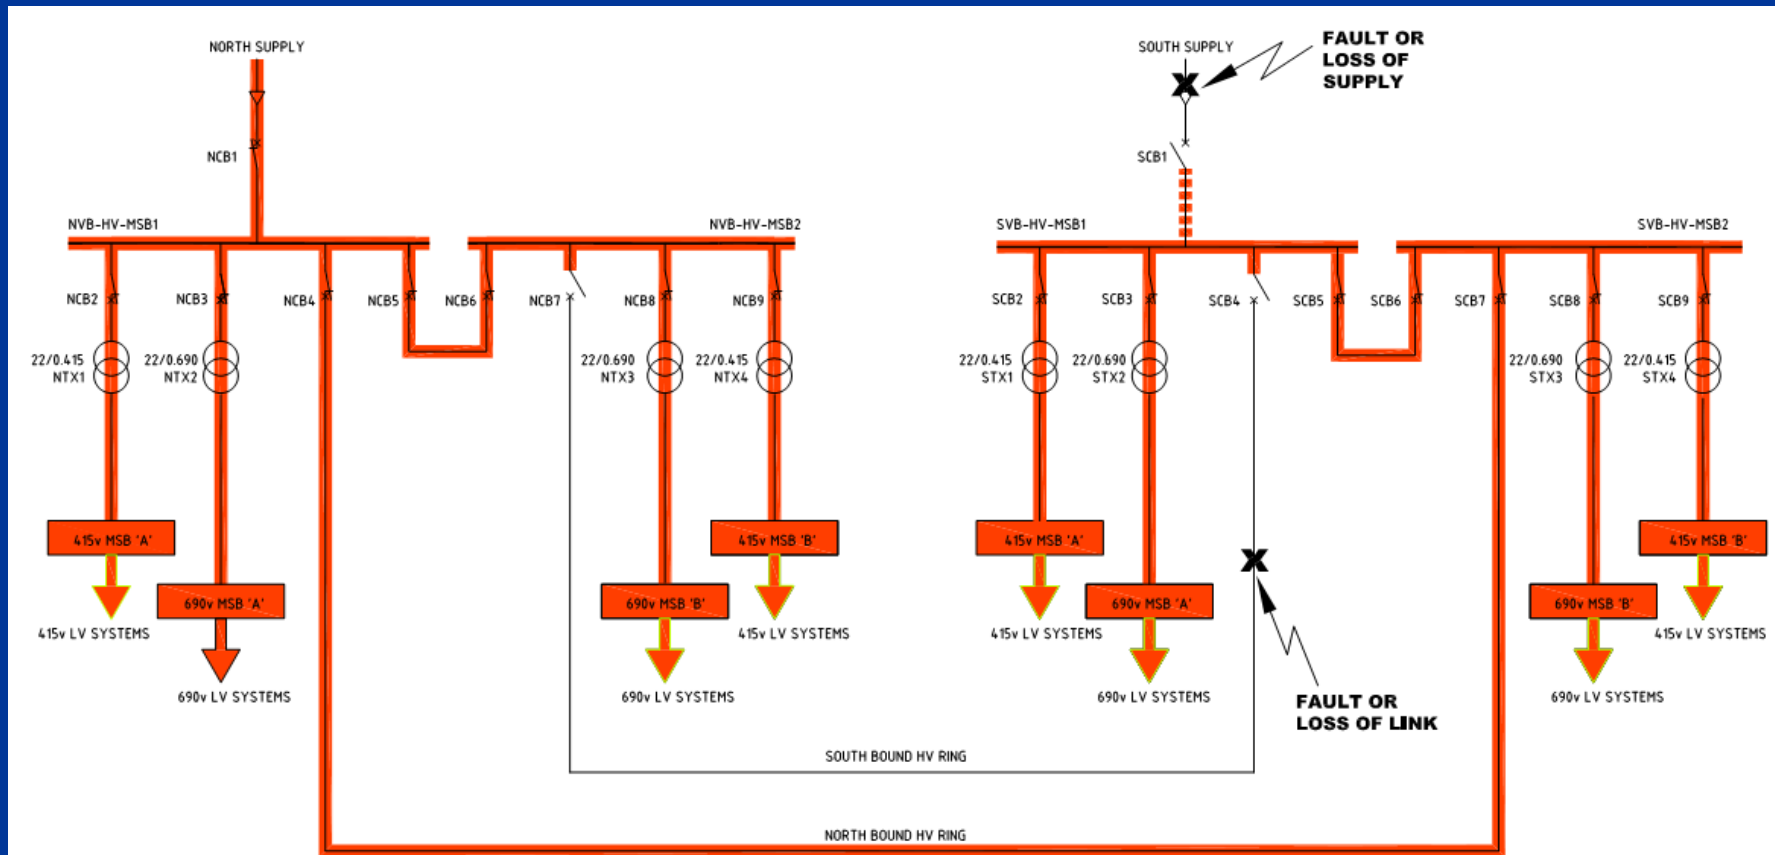 NORTH SUPPLY
SOUTH SUPPLY
FAULT OR
LOSS OF
SUPPLY
NCB1
SCB1
NVB-HV-MSB1
NVB-HV-MSB2
SVB-HV-MSB1
SVB-HV-MSB2
NCB2
NCB3
NCB4
NCB5
NCB6
NCB7
NCB8
NCB9
SCB2
SCB3
SCB4
SCB5
SCB6
SCB7
SCB8
SCB9
22/0.415
NTX1
22/0.690
NTX2
22/0.690
NTX3
22/0.415
NTX4
22/0.415
STX1
22/0.690
STX2
22/0.690
STX3
22/0.415
STX4
415v MSB 'A'
415v MSB 'B'
415v MSB 'A'
415v MSB 'B'
690v MSB 'A'
690v MSB 'B'
690v MSB 'A'
690v MSB 'B'
415v LV SYSTEMS
415v LV SYSTEMS
415v LV SYSTEMS
415v LV SYSTEMS
690v LV SYSTEMS
690v LV SYSTEMS
690v LV SYSTEMS
690v LV SYSTEMS
FAULT OR
LOSS OF LINK
SOUTH BOUND HV RING
NORTH BOUND HV RING